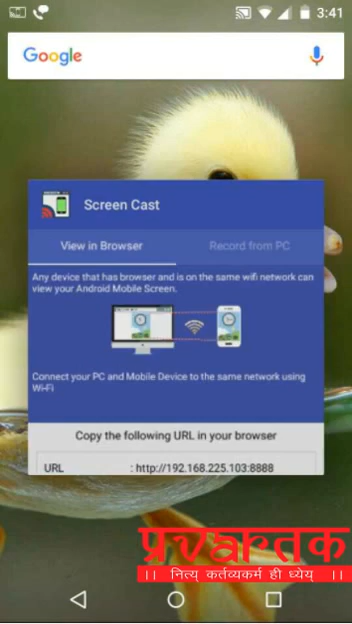 3:41
Google
Screen Cast
View in Browser
Record from PC
Any device that has browser and is on the same wifi network can
view your Android Mobile Screen.
Connect your PC and Mobile Device to the same network using
Wi-Fi
Copy the following URL in your browser
URL : http://192.168.225.103:8888
प्रvarतक
।। नित्य् कर्तव्यकर्म ही ध्येय् ।।